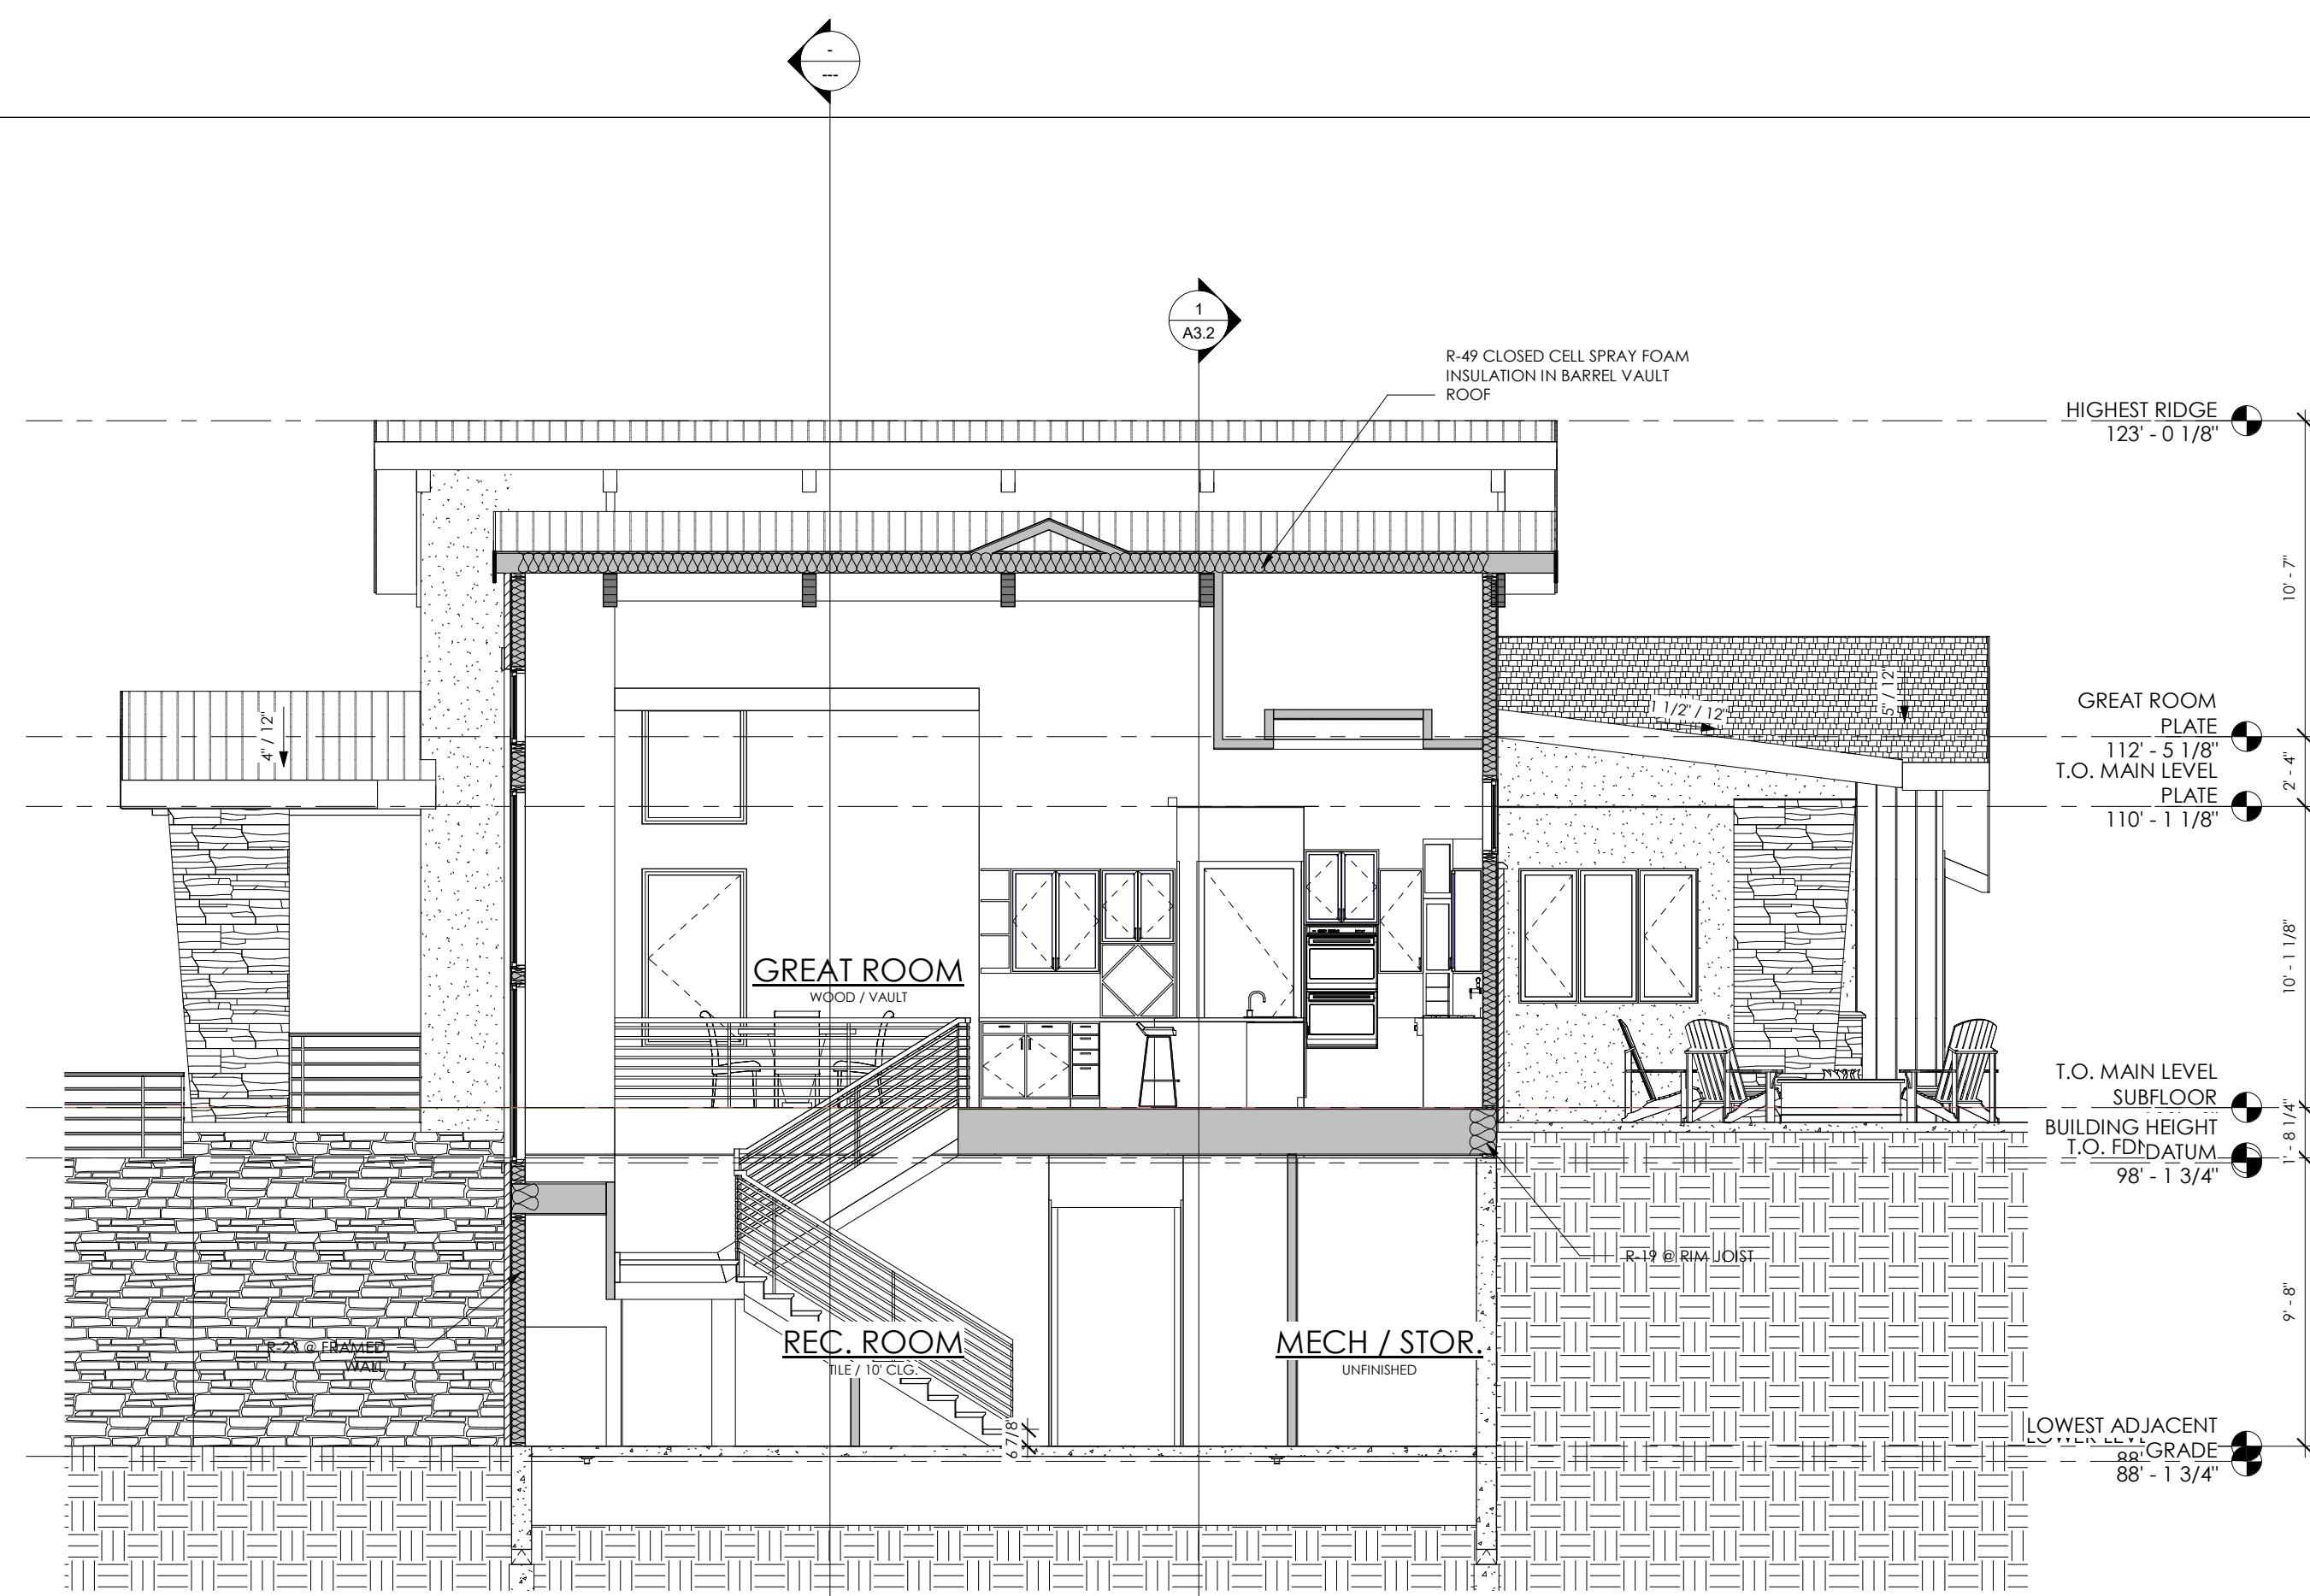 -
---
1
A3.2
R-49 CLOSED CELL SPRAY FOAM
INSULATION IN BARREL VAULT
ROOF
HIGHEST RIDGE
123' - 0 1/8"
10' - 7"
GREAT ROOM
PLATE
112' - 5 1/8"
T.O. MAIN LEVEL
PLATE
110' - 1 1/8"
2' - 4"
4" / 12"
1 1/2" / 12"
5" / 12"
10' - 1 1/8"
GREAT ROOM
WOOD / VAULT
T.O. MAIN LEVEL
SUBFLOOR
BUILDING HEIGHT
T.O. FDN
DATUM
98' - 1 3/4"
1' - 8 1/4"
R-19 @ RIM JOIST
9' - 8"
R-23 @ FRAMED
WALL
REC. ROOM
TILE / 10' CLG.
MECH / STOR.
UNFINISHED
6 7/8"
LOWEST ADJACENT
88'
GRADE
88' - 1 3/4"